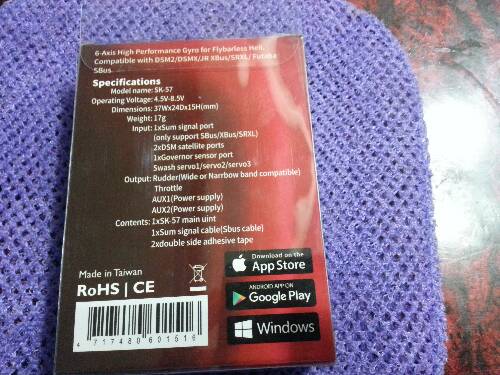 6-Axis High Performance Gyro for Flybarless Heli.
Compatible with DSM2/DSMX/JR XBus/SRXL/ Futaba
SBus
Specifications
Model name: SK-57
Operating Voltage: 4.5V-8.5V
Dimensions: 37Wx24Dx15H(mm)
Weight: 17g
Input: 1xSum signal port
(only support SBus/XBus/SRXL)
2xDSM satellite ports
1xGovernor sensor port
Swash servo1/servo2/servo3
Output: Rudder(Wide or Narrbow band compatible)
Throttle
AUX1(Power supply)
AUX2(Power supply)
Contents: 1xSK-57 main uint
1xSum signal cable(Sbus cable)
2xdouble side adhesive tape
Made in Taiwan
RoHS | CE
4 717480 601516
Download on the
App Store
ANDROID APP ON
Google Play
Windows